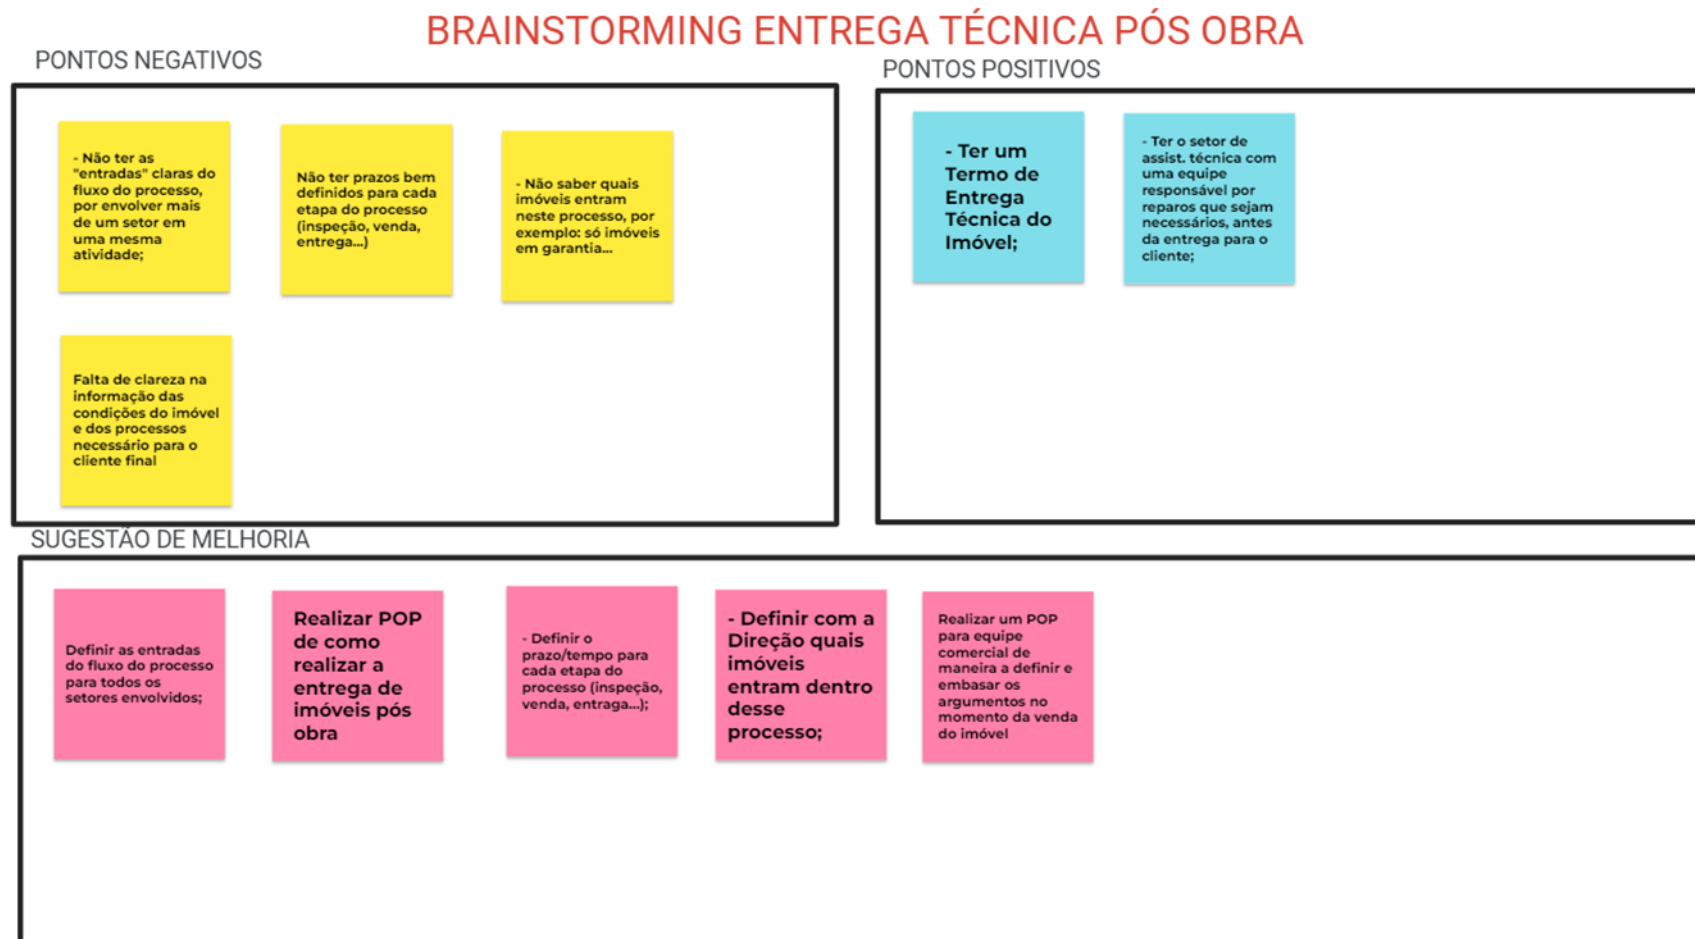 BRAINSTORMING ENTREGA TÉCNICA PÓS OBRA
PONTOS NEGATIVOS
- Não ter as
"entradas" claras do
fluxo do processo,
por envolver mais
de um setor em
uma mesma
atividade;
Não ter prazos bem
definidos para cada
etapa do processo
(inspeção, venda,
entrega...)
- Não saber quais
imóveis entram
neste processo, por
exemplo: só imóveis
em garantia...
Falta de clareza na
informação das
condições do imóvel
e dos processos
necessário para o
cliente final
PONTOS POSITIVOS
- Ter um
Termo de
Entrega
Técnica do
Imóvel;
- Ter o setor de
assist. técnica com
uma equipe
responsável por
reparos que sejam
necessários, antes
da entrega para o
cliente;
SUGESTÃO DE MELHORIA
Definir as entradas
do fluxo do processo
para todos os
setores envolvidos;
Realizar POP
de como
realizar a
entrega de
imóveis pós
obra
- Definir o
prazo/tempo para
cada etapa do
processo (inspeção,
venda, entraga...);
- Definir com a
Direção quais
imóveis
entram dentro
desse
processo;
Realizar um POP
para equipe
comercial de
maneira a definir e
embasar os
argumentos no
momento da venda
do imóvel